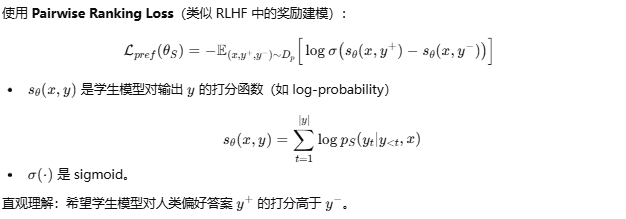 使用 Pairwise Ranking Loss（类似 RLHF 中的奖励建模）:
$$\mathcal{L}_{pref}(\theta_S) = -\mathbb{E}_{(x,y^+,y^-)\sim D_p}\left[\log \sigma\left(s_\theta(x,y^+) - s_\theta(x,y^-)\right)\right]$$
• $s_\theta(x,y)$ 是学生模型对输出 $y$ 的打分函数（如 log-probability）
$$s_\theta(x,y) = \sum_{t=1}^{|y|} \log p_S(y_t|y_{<t},x)$$
• $\sigma(\cdot)$ 是 sigmoid。
直观理解：希望学生模型对人类偏好答案 $y^+$ 的打分高于 $y^-$。